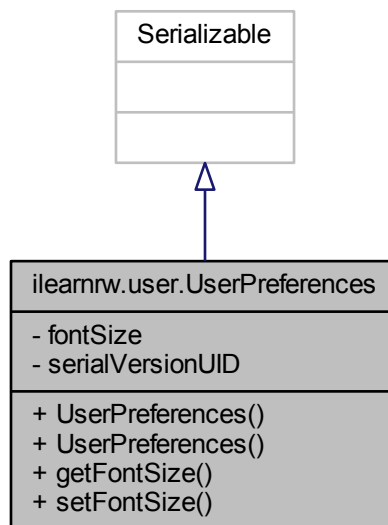 Serializable
ilearnrw.user.UserPreferences
- fontSize
- serialVersionUID
+ UserPreferences()
+ UserPreferences()
+ getFontSize()
+ setFontSize()